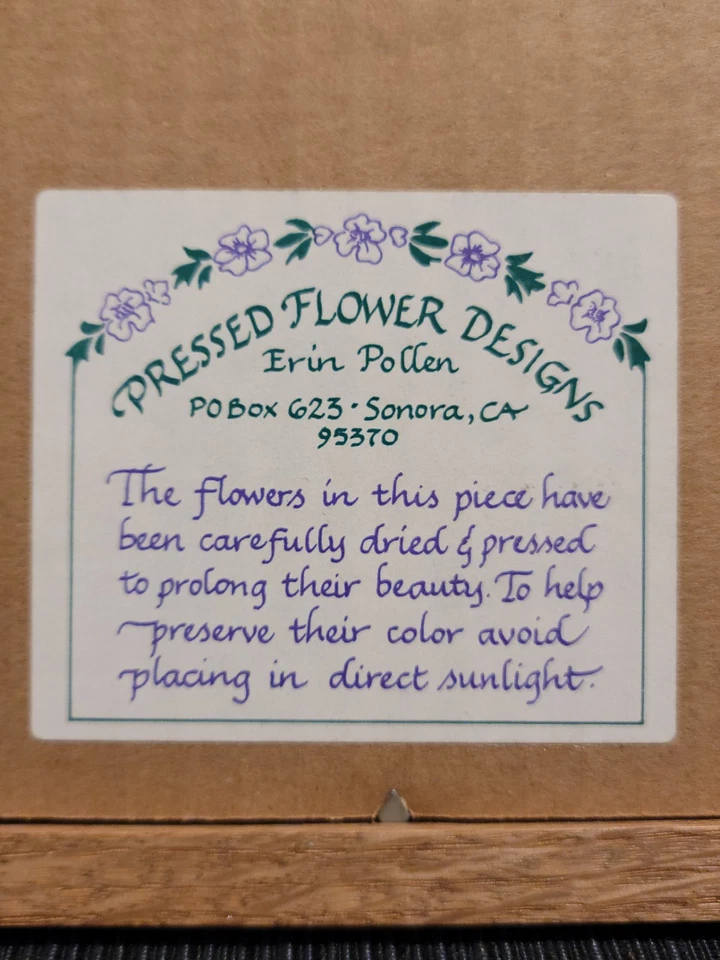 PRESSED FLOWER DESIGNS
Erin Pollen
PO Box 623 · Sonora, CA
95370
The flowers in this piece have
been carefully dried & pressed
to prolong their beauty. To help
preserve their color avoid
placing in direct sunlight.